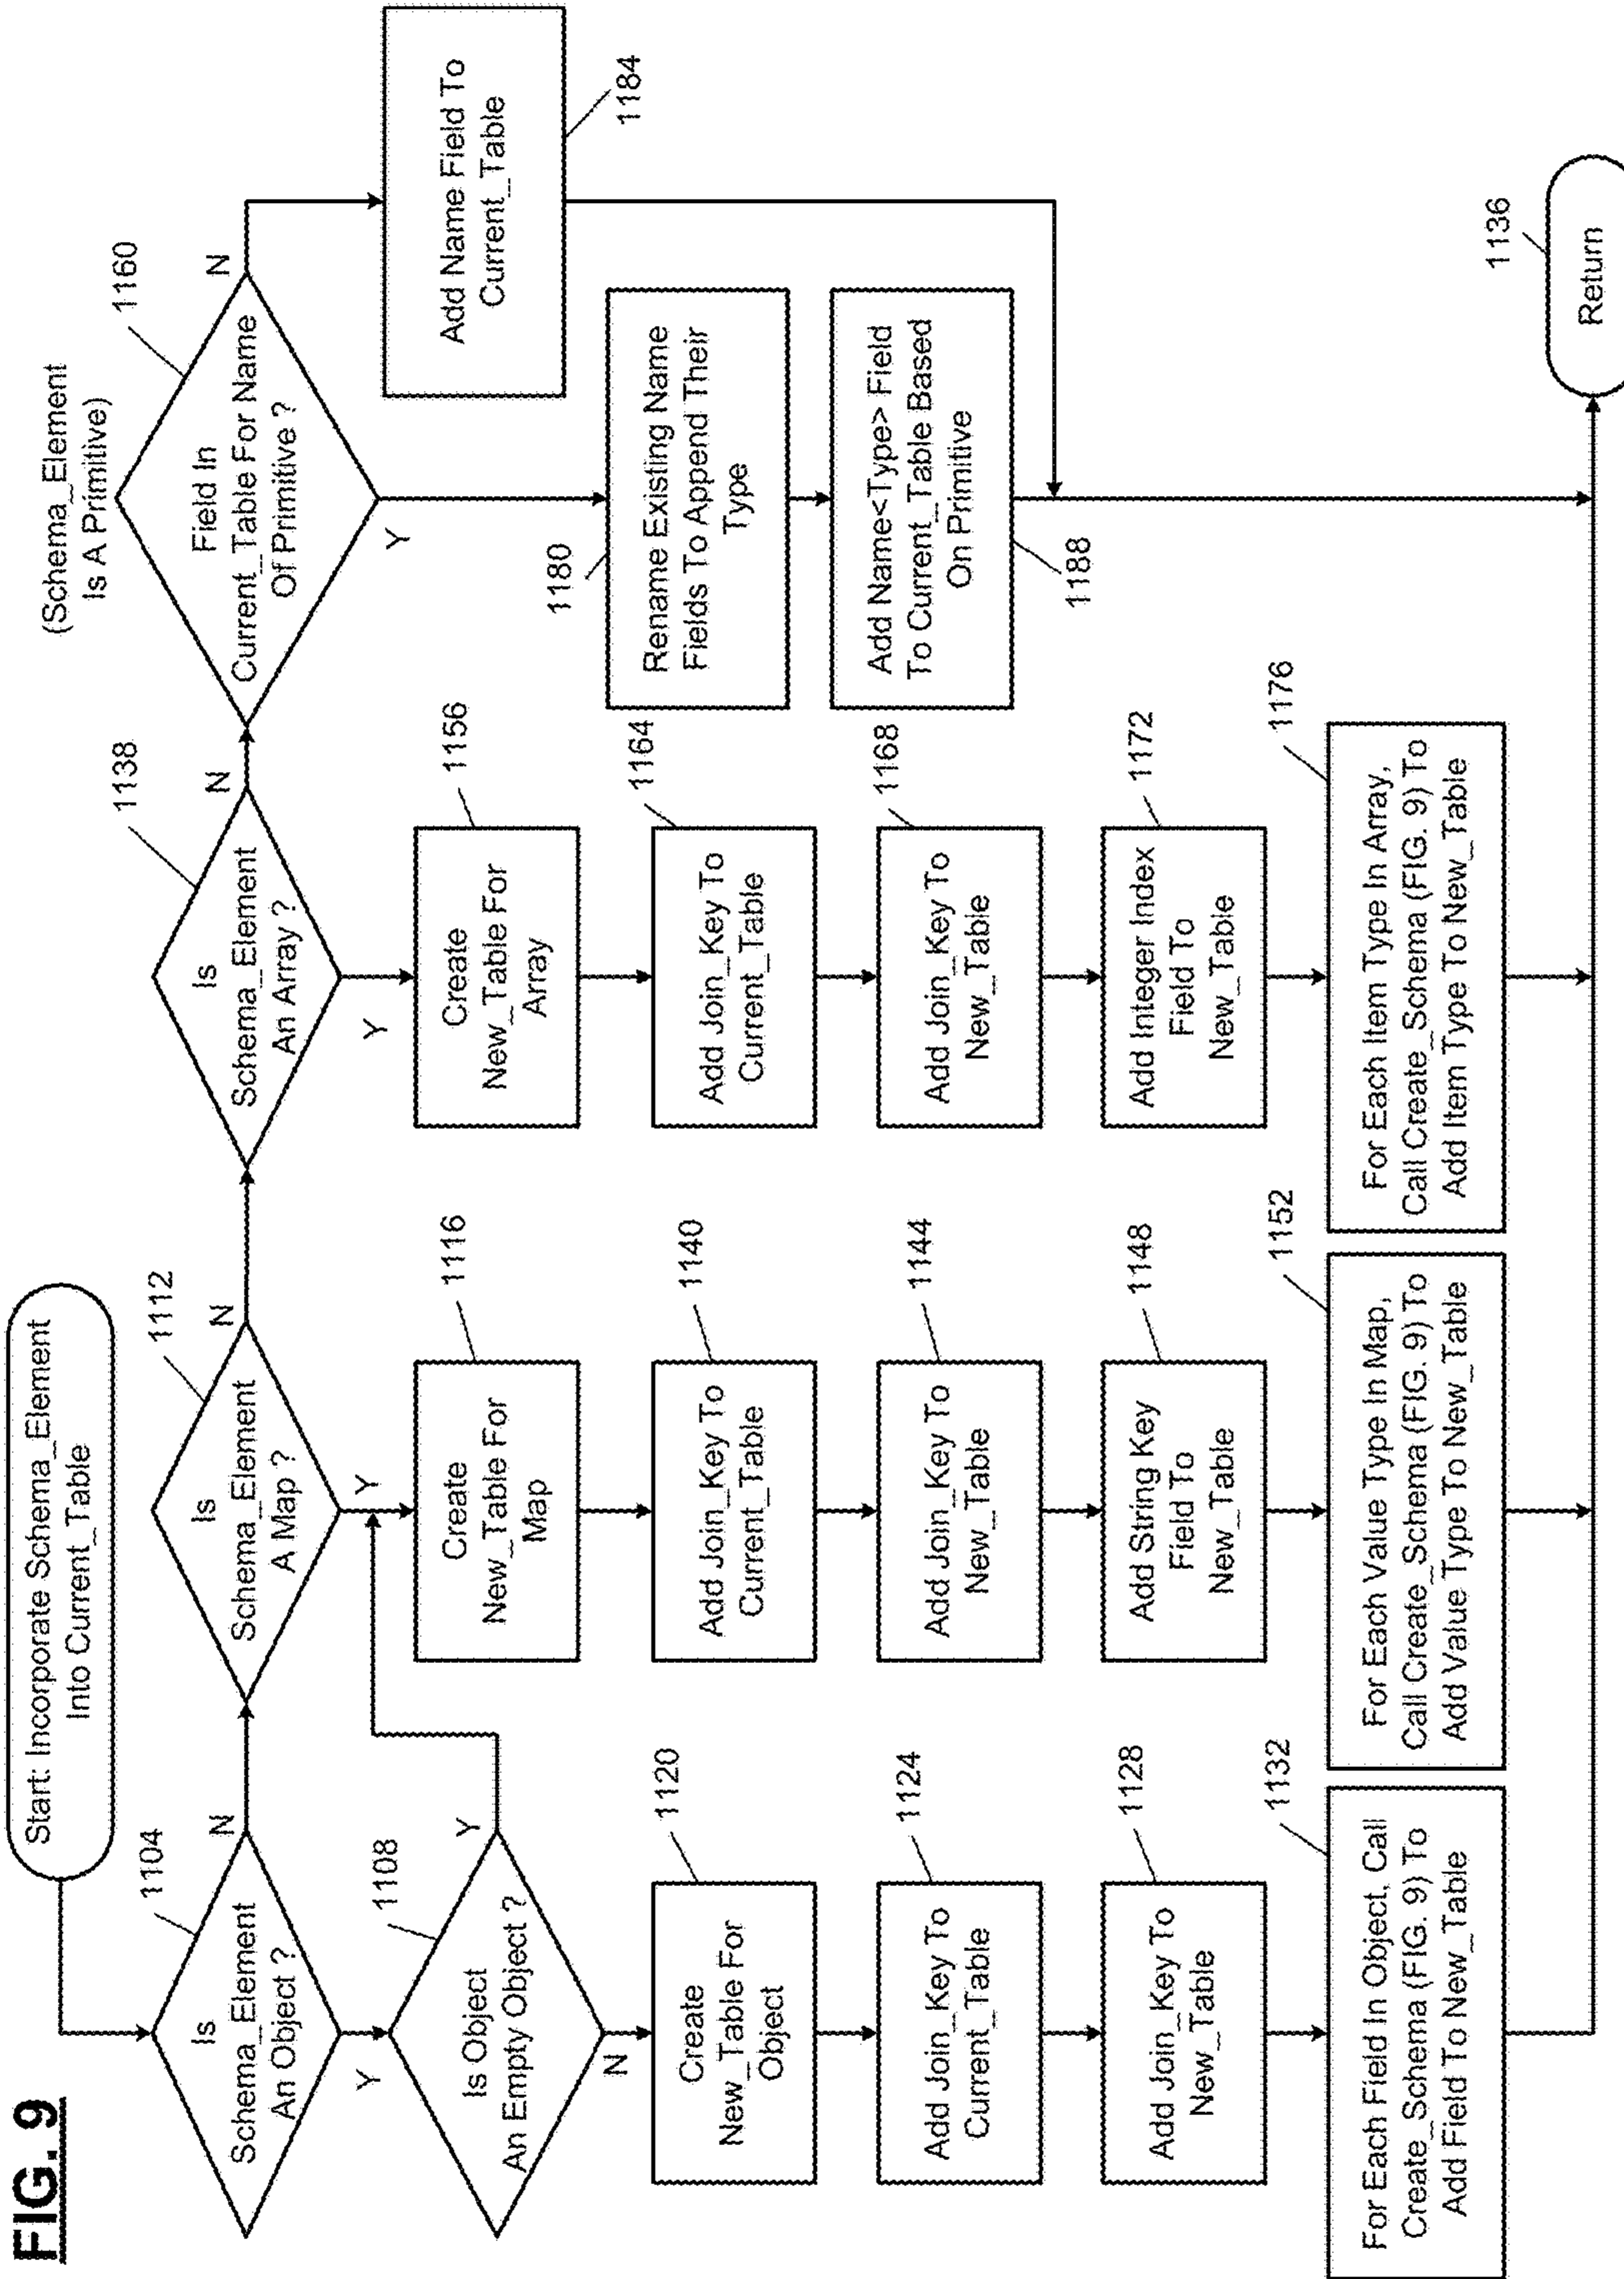 FIG. 9
Start: Incorporate Schema_Element
Into Current_Table
1104
Is
Schema_Element
An Object ?
N
Y
1108
Is Object
An Empty Object ?
Y
N
1120
Create
New_Table For
Object
1124
Add Join_Key To
Current_Table
1128
Add Join_Key To
New_Table
1132
For Each Field In Object, Call
Create_Schema (FIG. 9) To
Add Field To New_Table
1112
Is
Schema_Element
A Map ?
N
Y
1116
Create
New_Table For
Map
1140
Add Join_Key To
Current_Table
1144
Add Join_Key To
New_Table
1148
Add String Key
Field To
New_Table
1152
For Each Value Type In Map,
Call Create_Schema (FIG. 9) To
Add Value Type To New_Table
1138
Is
Schema_Element
An Array ?
N
Y
1156
Create
New_Table For
Array
1164
Add Join_Key To
Current_Table
1168
Add Join_Key To
New_Table
1172
Add Integer Index
Field To
New_Table
1176
For Each Item Type In Array,
Call Create_Schema (FIG. 9) To
Add Item Type To New_Table
(Schema_Element
Is A Primitive)
1160
Field In
Current_Table For Name
Of Primitive ?
N
Y
1180
Rename Existing Name
Fields To Append Their
Type
Add Name<Type> Field
To Current_Table Based
On Primitive
1188
Add Name Field To
Current_Table
1184
1136
Return